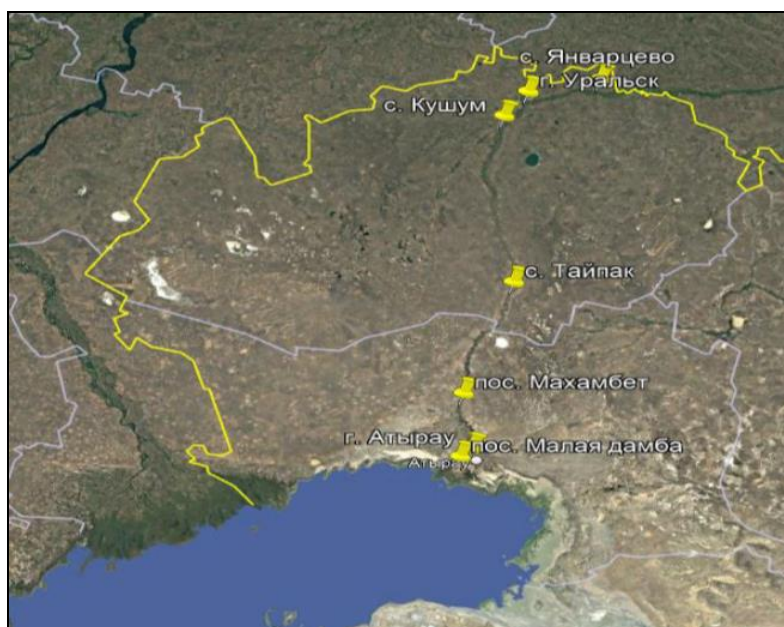 с. Январцево
г. Уральск
с. Кушум
с. Тайпак
пос. Махамбет
г. Атырау
пос. Малая дамба
Атырау